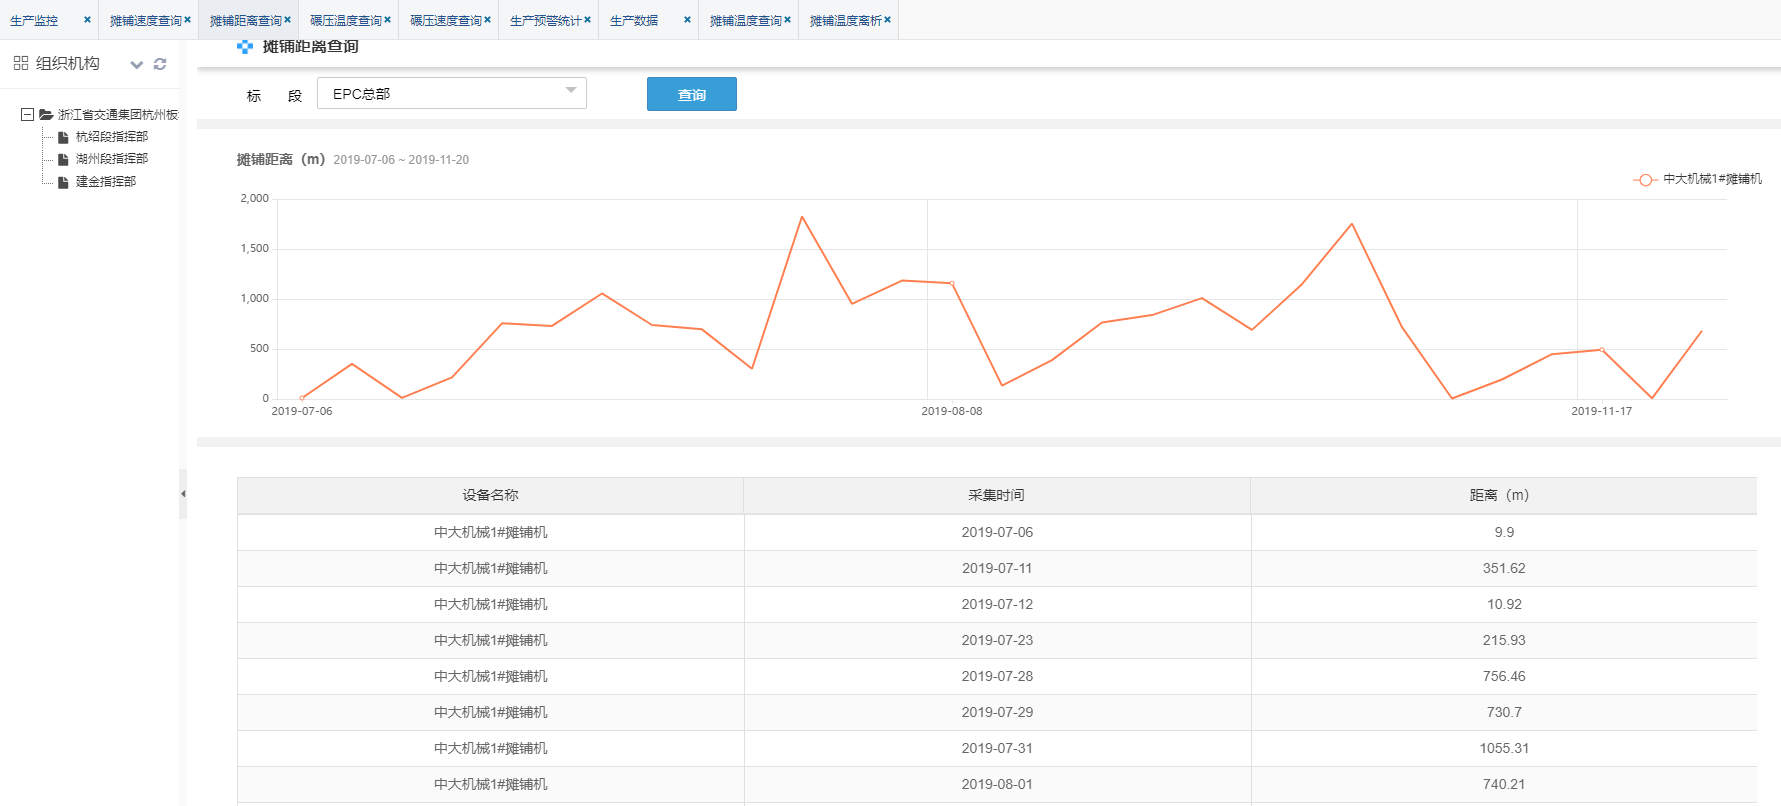 生产监控 × 摊铺速度查询 × 摊铺距离查询 × 碾压温度查询 × 碾压速度查询 × 生产预警统计 × 生产数据 × 摊铺温度查询 × 摊铺温度离析 ×
组织机构
浙江省交通集团杭州板
杭绍段指挥部
湖州段指挥部
建金指挥部
摊铺距离查询
标 段 EPC总部 查询
摊铺距离（m） 2019-07-06 ~ 2019-11-20
中大机械1#摊铺机
2,000
1,500
1,000
500
0
2019-07-06 2019-08-08 2019-11-17
设备名称 采集时间 距离（m）
中大机械1#摊铺机 2019-07-06 9.9
中大机械1#摊铺机 2019-07-11 351.62
中大机械1#摊铺机 2019-07-12 10.92
中大机械1#摊铺机 2019-07-23 215.93
中大机械1#摊铺机 2019-07-28 756.46
中大机械1#摊铺机 2019-07-29 730.7
中大机械1#摊铺机 2019-07-31 1055.31
中大机械1#摊铺机 2019-08-01 740.21